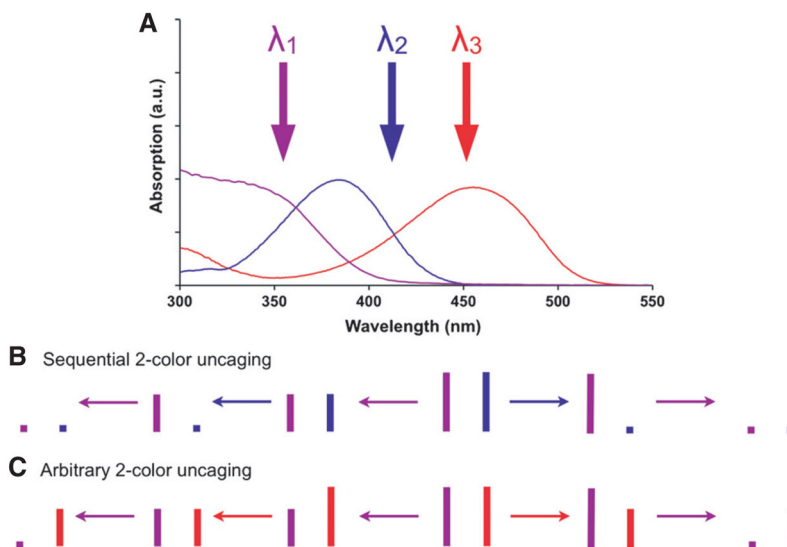 A
λ1 λ2 λ3
Absorption (a.u.)
300 350 400 450 500 550
Wavelength (nm)
B Sequential 2-color uncaging
C Arbitrary 2-color uncaging